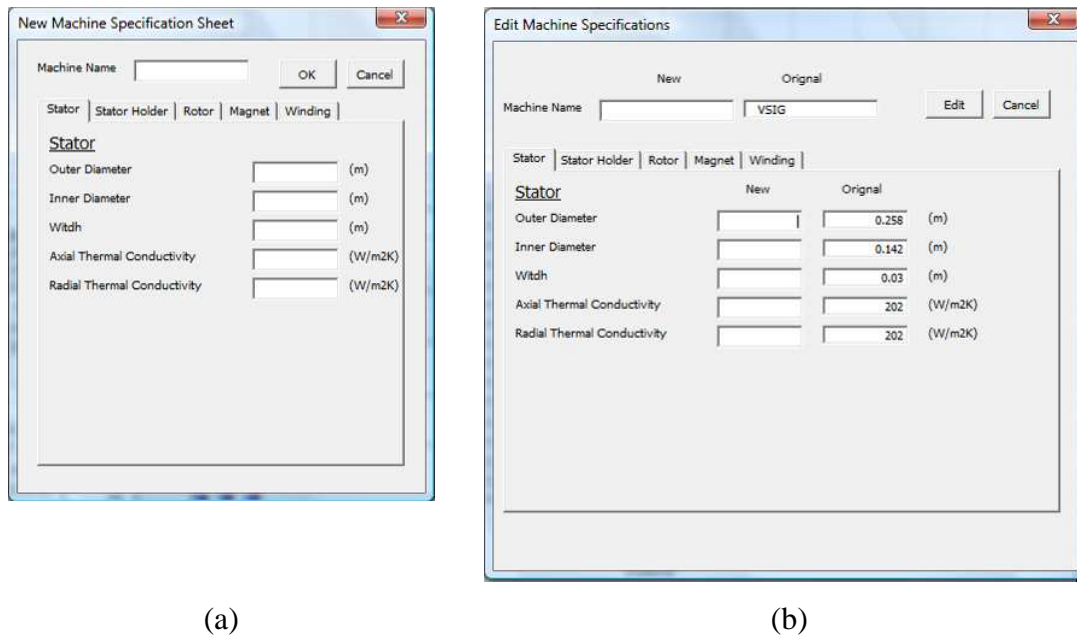 New Machine Specification Sheet
Machine Name
OK
Cancel
Stator
Stator Holder
Rotor
Magnet
Winding
Stator
Outer Diameter (m)
Inner Diameter (m)
Witdh (m)
Axial Thermal Conductivity (W/m2K)
Radial Thermal Conductivity (W/m2K)
(a)
Edit Machine Specifications
New Orignal
Machine Name VSIG
Edit
Cancel
Stator
Stator Holder
Rotor
Magnet
Winding
Stator New Orignal
Outer Diameter 0.258 (m)
Inner Diameter 0.142 (m)
Witdh 0.03 (m)
Axial Thermal Conductivity 202 (W/m2K)
Radial Thermal Conductivity 202 (W/m2K)
(b)